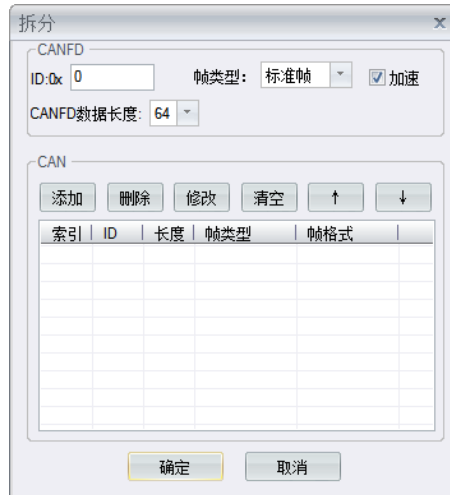 拆分 x
CANFD
ID:0x 0 帧类型： 标准帧 加速
CANFD数据长度: 64
CAN
添加 删除 修改 清空 ↑ ↓
索引 ID 长度 帧类型 帧格式
确定 取消